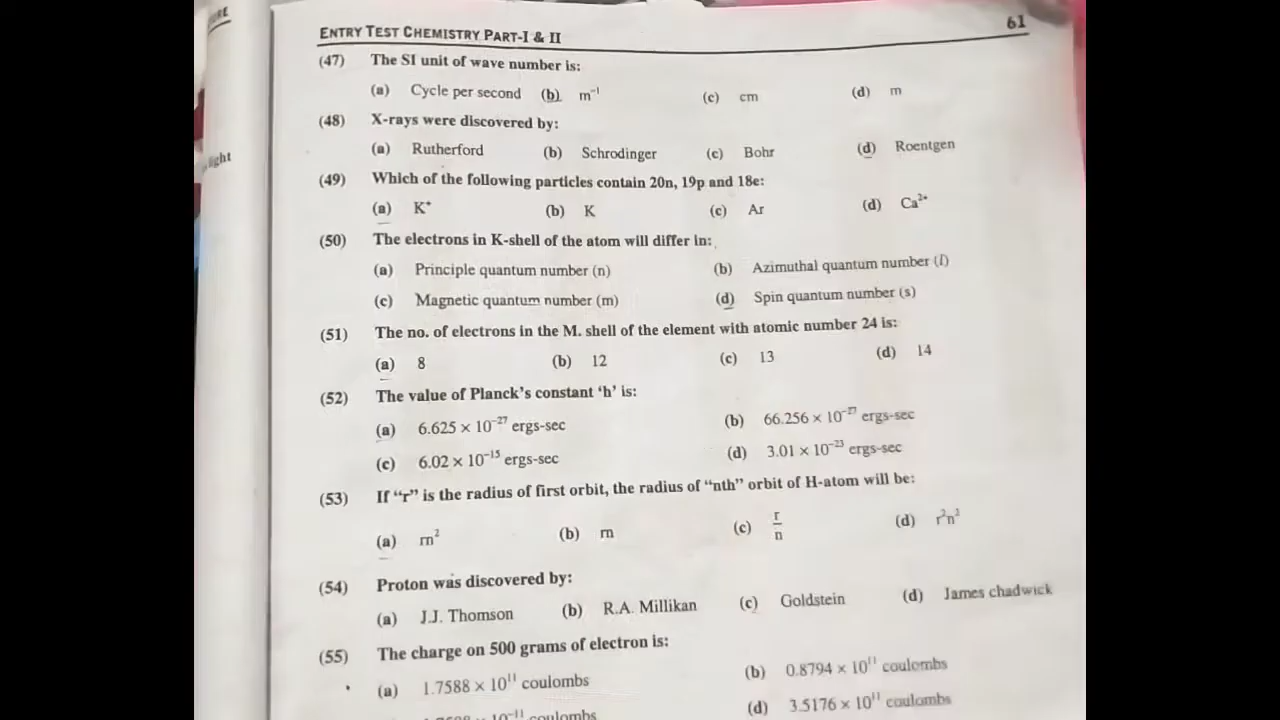 ENTRY TEST CHEMISTRY PART-I & II 61
(47) The SI unit of wave number is:
(a) Cycle per second (b) m⁻¹ (c) cm (d) m
(48) X-rays were discovered by:
(a) Rutherford (b) Schrodinger (c) Bohr (d) Roentgen
light
(49) Which of the following particles contain 20n, 19p and 18e:
(a) K⁺ (b) K (c) Ar (d) Ca²⁺
(50) The electrons in K-shell of the atom will differ in:
(a) Principle quantum number (n) (b) Azimuthal quantum number (l)
(c) Magnetic quantum number (m) (d) Spin quantum number (s)
(51) The no. of electrons in the M. shell of the element with atomic number 24 is:
(a) 8 (b) 12 (c) 13 (d) 14
(52) The value of Planck's constant 'h' is:
(a) 6.625 × 10⁻²⁷ ergs-sec (b) 66.256 × 10⁻²⁷ ergs-sec
(c) 6.02 × 10⁻¹⁵ ergs-sec (d) 3.01 × 10⁻²³ ergs-sec
(53) If "r" is the radius of first orbit, the radius of "nth" orbit of H-atom will be:
(a) rn² (b) rn (c) r/n (d) r²n²
(54) Proton was discovered by:
(a) J.J. Thomson (b) R.A. Millikan (c) Goldstein (d) James chadwick
(55) The charge on 500 grams of electron is:
(a) 1.7588 × 10¹¹ coulombs (b) 0.8794 × 10¹¹ coulombs
10⁻¹¹ coulombs (d) 3.5176 × 10¹¹ coulombs